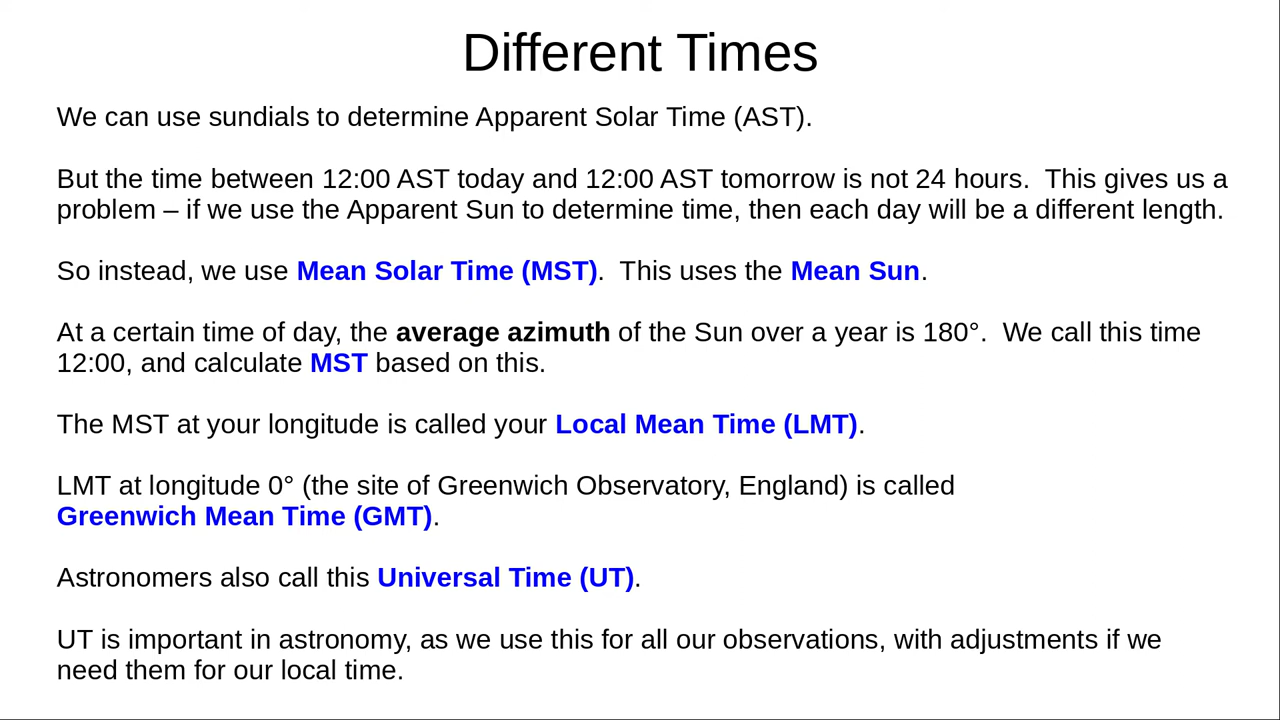 Different Times
We can use sundials to determine Apparent Solar Time (AST).
But the time between 12:00 AST today and 12:00 AST tomorrow is not 24 hours.  This gives us a
problem – if we use the Apparent Sun to determine time, then each day will be a different length.
So instead, we use Mean Solar Time (MST).  This uses the Mean Sun.
At a certain time of day, the average azimuth of the Sun over a year is 180°.  We call this time
12:00, and calculate MST based on this.
The MST at your longitude is called your Local Mean Time (LMT).
LMT at longitude 0° (the site of Greenwich Observatory, England) is called
Greenwich Mean Time (GMT).
Astronomers also call this Universal Time (UT).
UT is important in astronomy, as we use this for all our observations, with adjustments if we
need them for our local time.